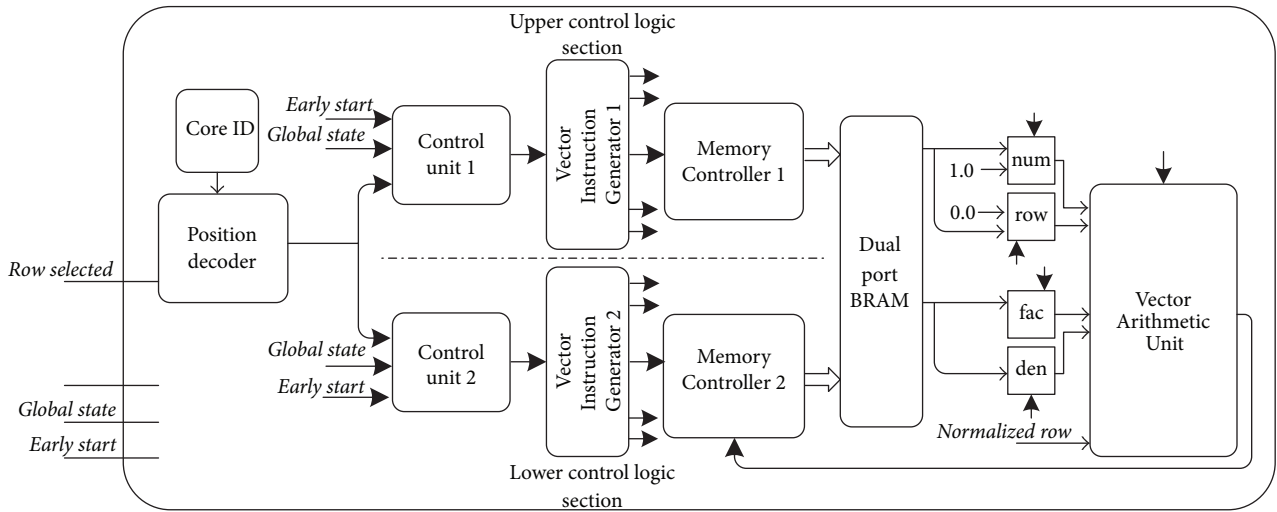 Upper control logic
section
Core ID
Early start
Global state
Control
unit 1
Vector
Instruction
Generator 1
Memory
Controller 1
num
1.0
0.0
row
Position
decoder
Row selected
Dual
port
BRAM
Vector
Arithmetic
Unit
fac
den
Global state
Early start
Control
unit 2
Vector
Instruction
Generator 2
Memory
Controller 2
Normalized row
Global state
Early start
Lower control logic
section